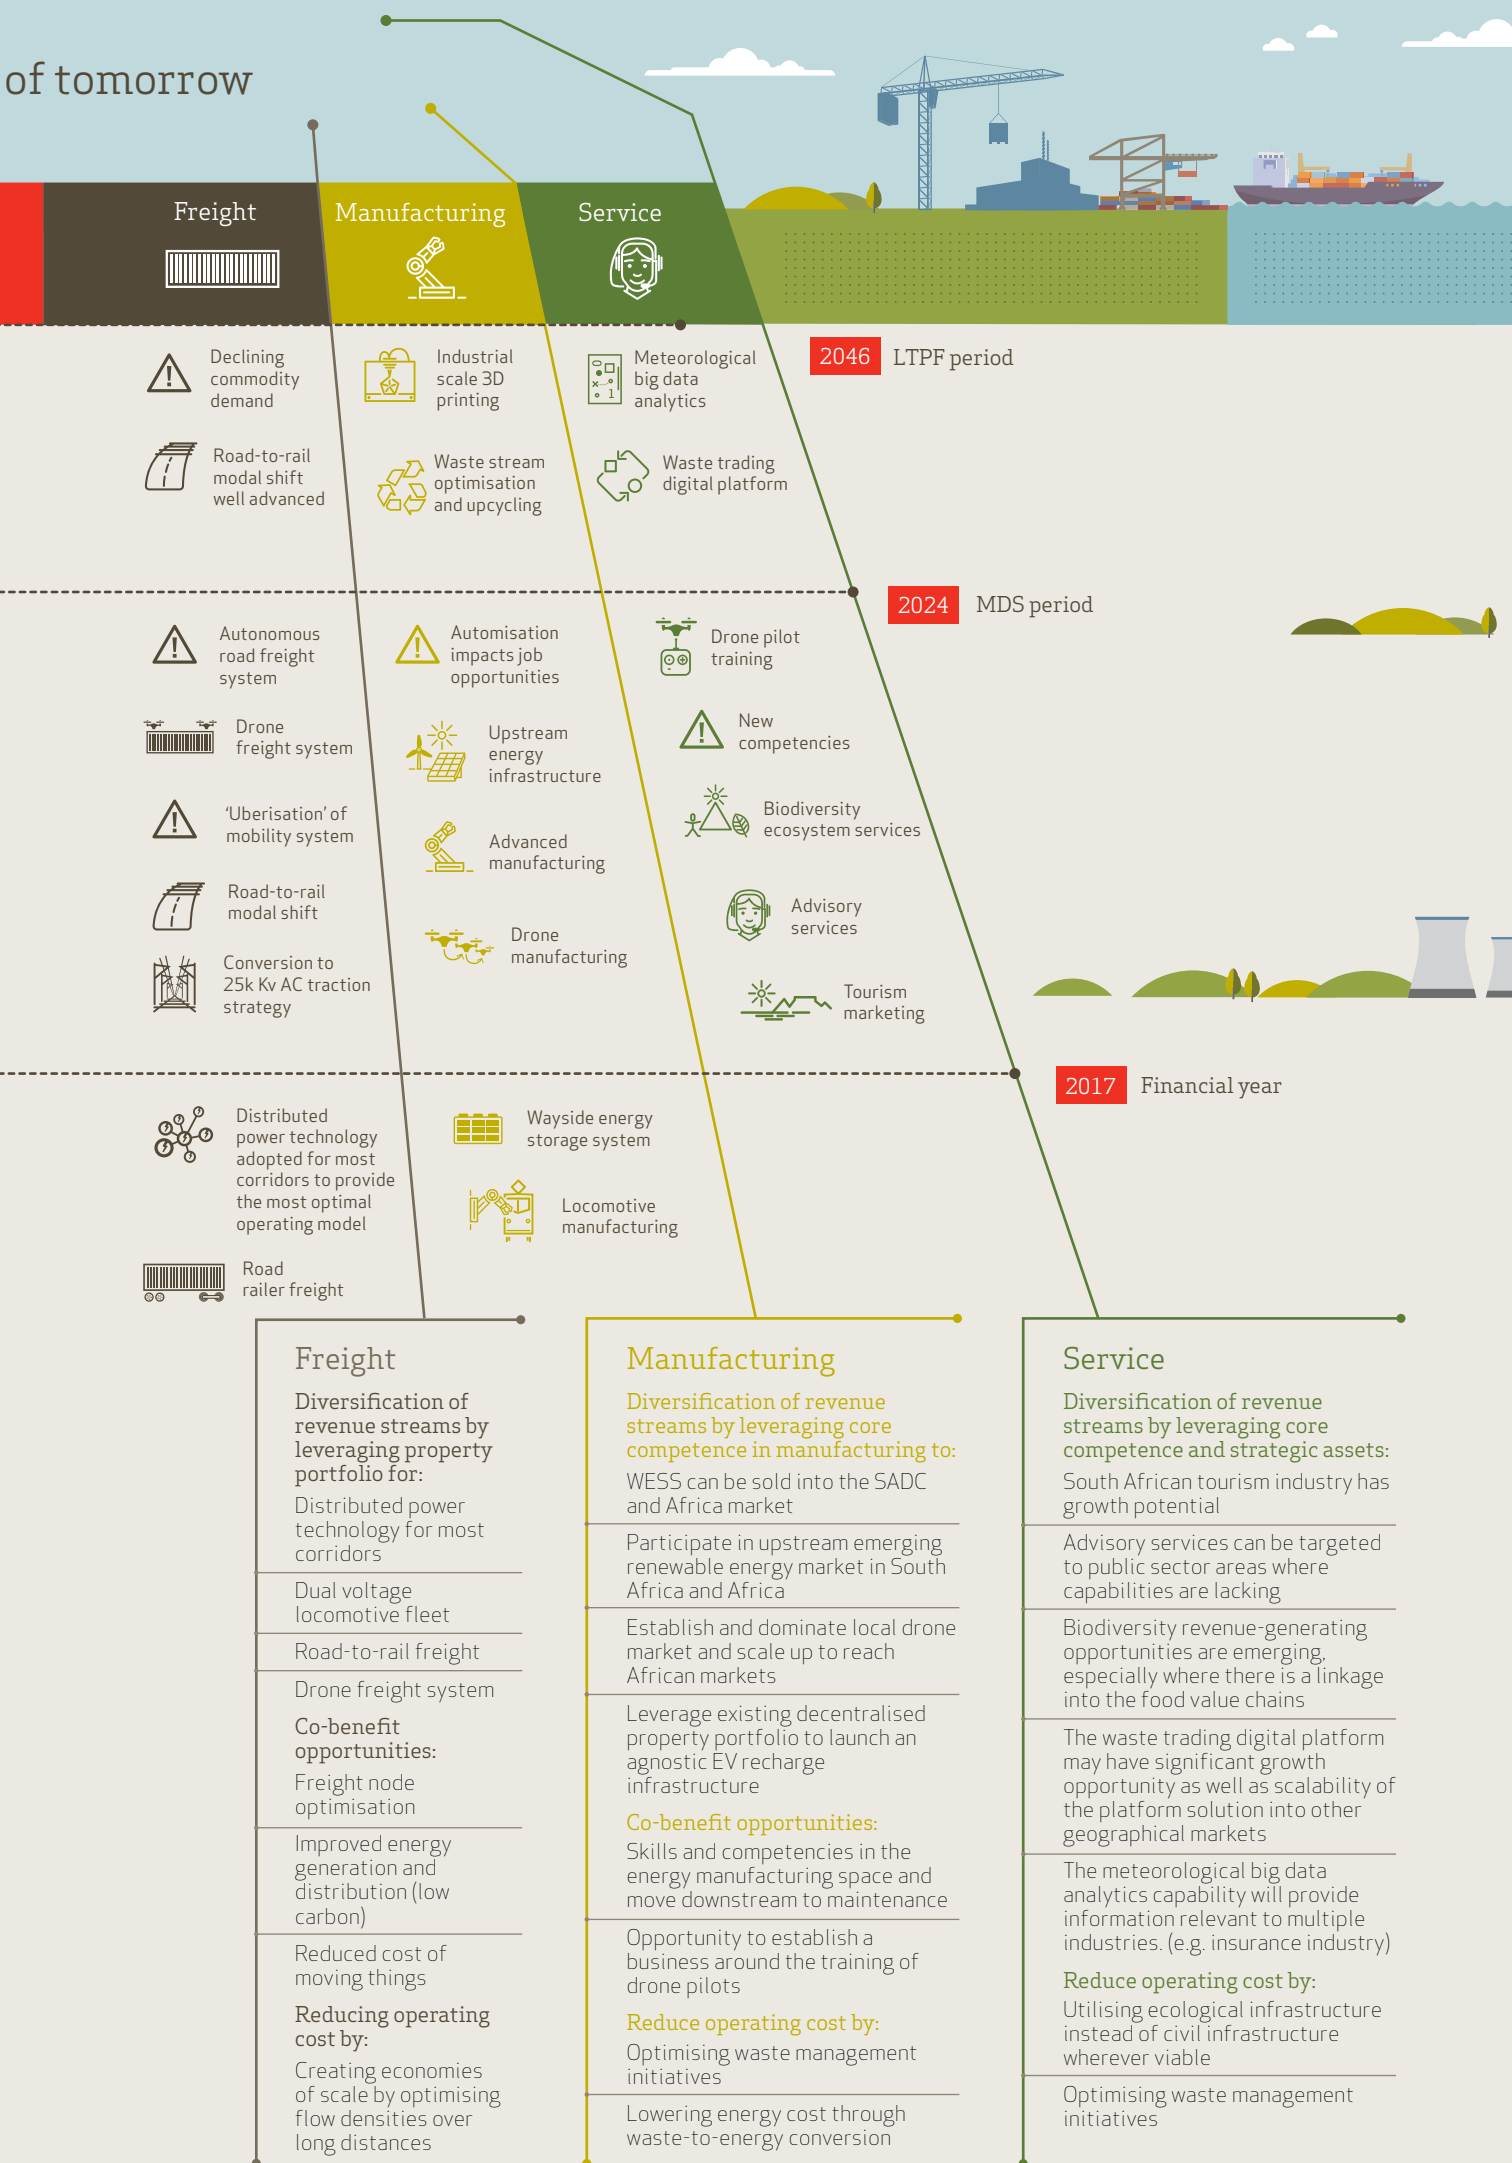 of tomorrow
Freight
Manufacturing
Service
2046
LTPF period
Declining
commodity
demand
Industrial
scale 3D
printing
Meteorological
big data
analytics
1
Road-to-rail
modal shift
well advanced
Waste stream
optimisation
and upcycling
Waste trading
digital platform
2024
MDS period
Autonomous
road freight
system
Automisation
impacts job
opportunities
Drone pilot
training
Drone
freight system
Upstream
energy
infrastructure
New
competencies
‘Uberisation’ of
mobility system
Advanced
manufacturing
Biodiversity
ecosystem services
Road-to-rail
modal shift
Drone
manufacturing
Advisory
services
Conversion to
25k Kv AC traction
strategy
Tourism
marketing
2017
Financial year
Distributed
power technology
adopted for most
corridors to provide
the most optimal
operating model
Wayside energy
storage system
Locomotive
manufacturing
Road
railer freight
Freight
Diversification of
revenue streams by
leveraging property
portfolio for:
Distributed power
technology for most
corridors
Dual voltage
locomotive fleet
Road-to-rail freight
Drone freight system
Co-benefit
opportunities:
Freight node
optimisation
Improved energy
generation and
distribution (low
carbon)
Reduced cost of
moving things
Reducing operating
cost by:
Creating economies
of scale by optimising
flow densities over
long distances
Manufacturing
Diversification of revenue
streams by leveraging core
competence in manufacturing to:
WESS can be sold into the SADC
and Africa market
Participate in upstream emerging
renewable energy market in South
Africa and Africa
Establish and dominate local drone
market and scale up to reach
African markets
Leverage existing decentralised
property portfolio to launch an
agnostic EV recharge
infrastructure
Co-benefit opportunities:
Skills and competencies in the
energy manufacturing space and
move downstream to maintenance
Opportunity to establish a
business around the training of
drone pilots
Reduce operating cost by:
Optimising waste management
initiatives
Lowering energy cost through
waste-to-energy conversion
Service
Diversification of revenue
streams by leveraging core
competence and strategic assets:
South African tourism industry has
growth potential
Advisory services can be targeted
to public sector areas where
capabilities are lacking
Biodiversity revenue-generating
opportunities are emerging,
especially where there is a linkage
into the food value chains
The waste trading digital platform
may have significant growth
opportunity as well as scalability of
the platform solution into other
geographical markets
The meteorological big data
analytics capability will provide
information relevant to multiple
industries. (e.g. insurance industry)
Reduce operating cost by:
Utilising ecological infrastructure
instead of civil infrastructure
wherever viable
Optimising waste management
initiatives